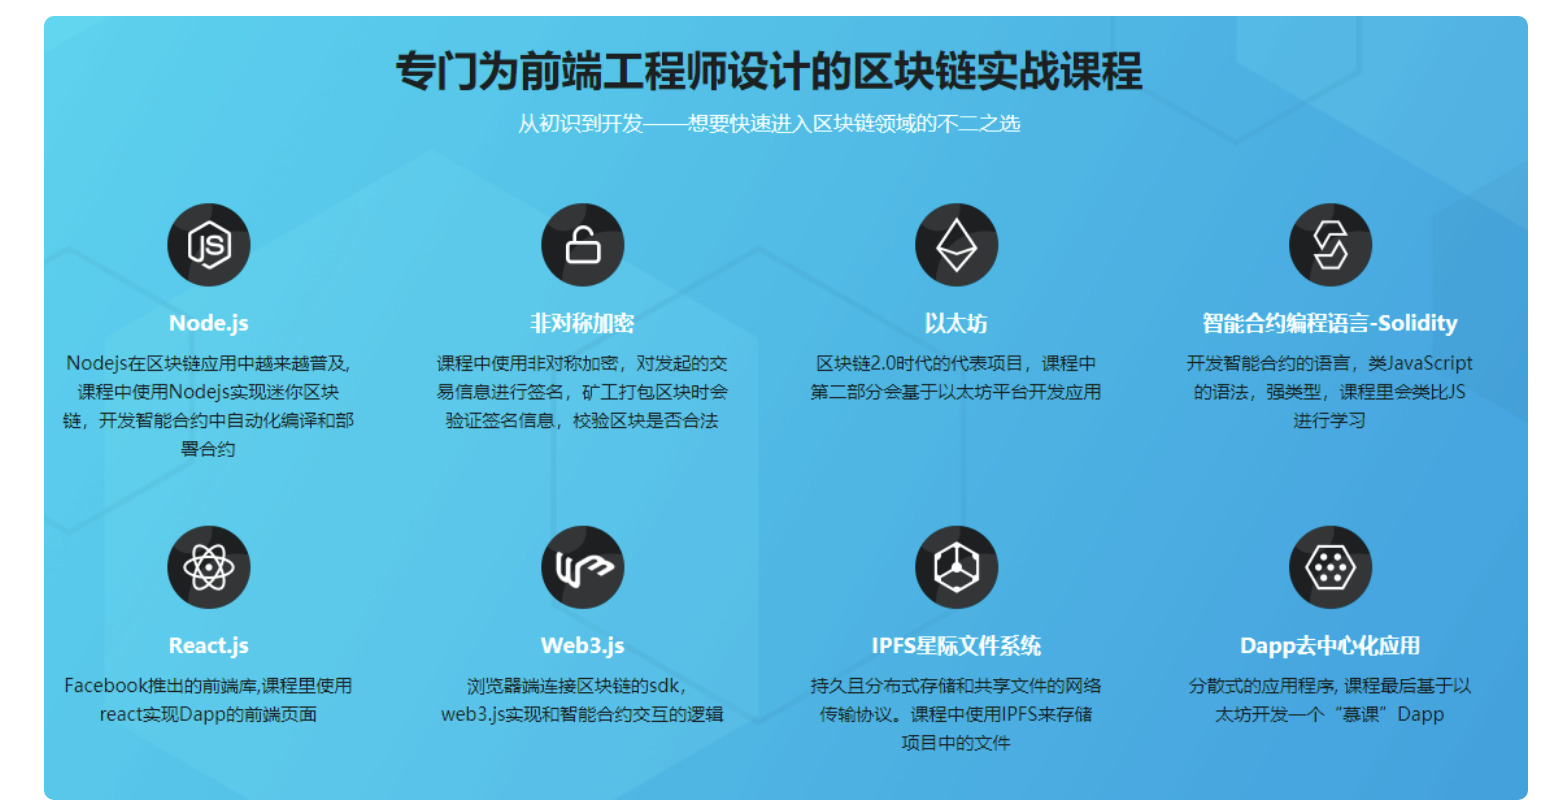 专门为前端工程师设计的区块链实战课程
从初识到开发——想要快速进入区块链领域的不二之选
JS
Node.js
Nodejs在区块链应用中越来越普及,
课程中使用Nodejs实现迷你区块
链，开发智能合约中自动化编译和部
署合约
非对称加密
课程中使用非对称加密，对发起的交
易信息进行签名，矿工打包区块时会
验证签名信息，校验区块是否合法
以太坊
区块链2.0时代的代表项目，课程中
第二部分会基于以太坊平台开发应用
智能合约编程语言-Solidity
开发智能合约的语言，类JavaScript
的语法，强类型，课程里会类比JS
进行学习
React.js
Facebook推出的前端库,课程里使用
react实现Dapp的前端页面
Web3.js
浏览器端连接区块链的sdk，
web3.js实现和智能合约交互的逻辑
IPFS星际文件系统
持久且分布式存储和共享文件的网络
传输协议。课程中使用IPFS来存储
项目中的文件
Dapp去中心化应用
分散式的应用程序, 课程最后基于以
太坊开发一个“慕课”Dapp